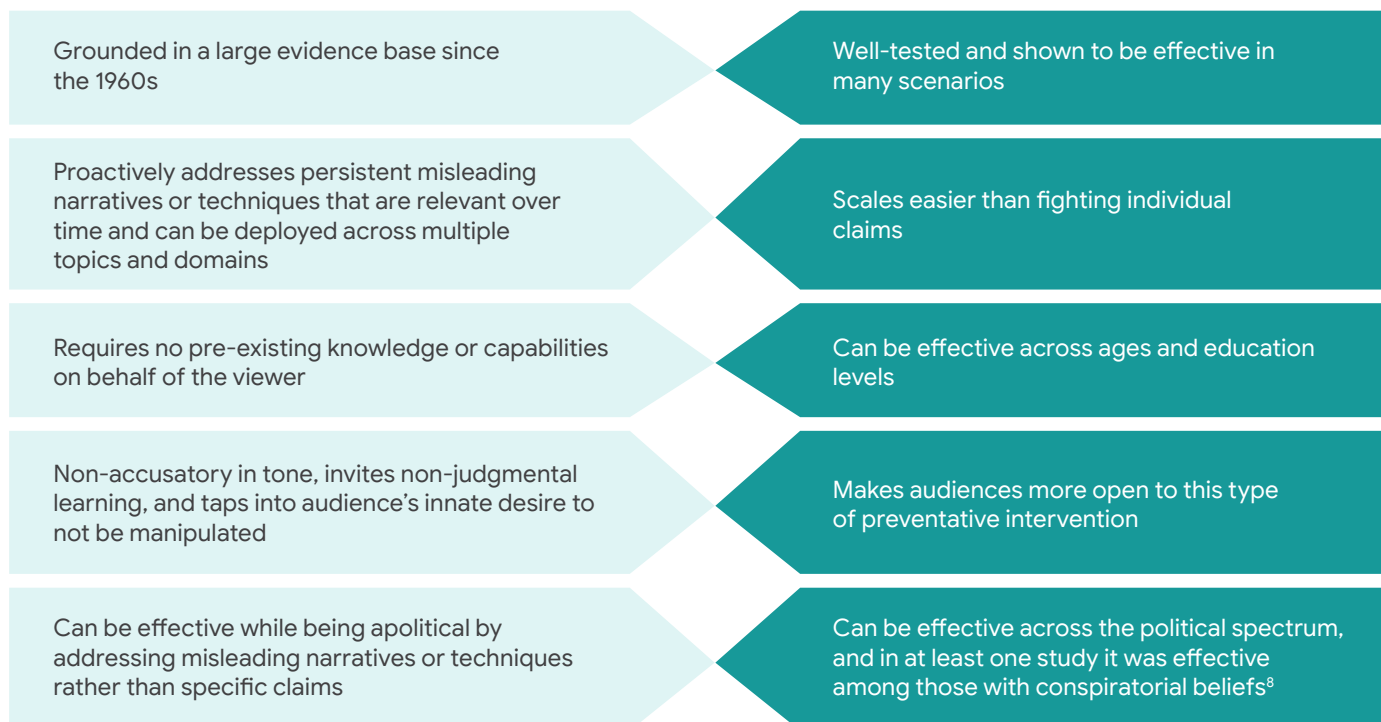 Grounded in a large evidence base since
the 1960s
Well-tested and shown to be effective in
many scenarios
Proactively addresses persistent misleading
narratives or techniques that are relevant over
time and can be deployed across multiple
topics and domains
Scales easier than fighting individual
claims
Requires no pre-existing knowledge or capabilities
on behalf of the viewer
Can be effective across ages and education
levels
Non-accusatory in tone, invites non-judgmental
learning, and taps into audience’s innate desire to
not be manipulated
Makes audiences more open to this type
of preventative intervention
Can be effective while being apolitical by
addressing misleading narratives or techniques
rather than specific claims
Can be effective across the political spectrum,
and in at least one study it was effective
among those with conspiratorial beliefs⁸